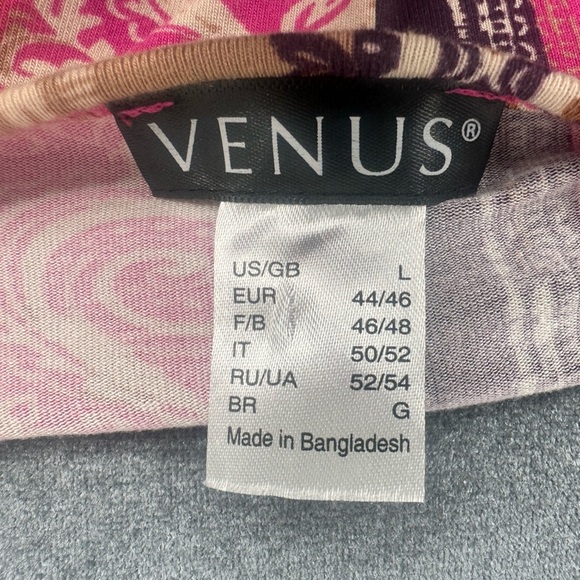 VENUS®
US/GB L
EUR 44/46
F/B 46/48
IT 50/52
RU/UA 52/54
BR G
Made in Bangladesh